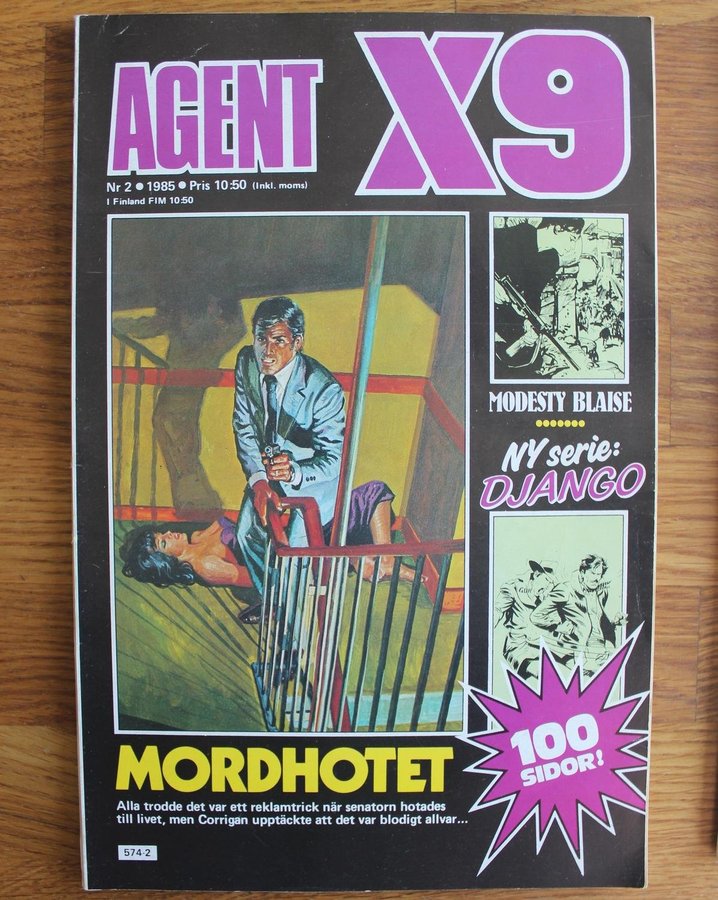 AGENT X9
Nr 2 ● 1985 ● Pris 10:50 (Inkl. moms)
I Finland FIM 10:50
MODESTY BLAISE
NY serie:
DJANGO
100
SIDOR!
MORDHOTET
Alla trodde det var ett reklamtrick när senatorn hotades
till livet, men Corrigan upptäckte att det var blodigt allvar...
574-2